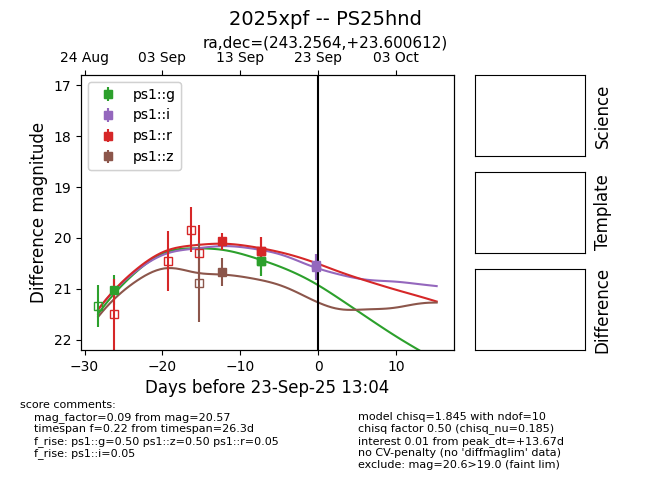 2025xpf -- PS25hnd
ra,dec=(243.2564,+23.600612)
24 Aug 03 Sep 13 Sep 23 Sep 03 Oct
ps1::g
ps1::i
ps1::r
ps1::z
17
18
19
20
21
22
Difference magnitude
−30 −20 −10 0 10
Days before 23-Sep-25 13:04
Science
Template
Difference
score comments:
mag_factor=0.09 from mag=20.57
timespan f=0.22 from timespan=26.3d
f_rise: ps1::g=0.50 ps1::z=0.50 ps1::r=0.05
f_rise: ps1::i=0.05
model chisq=1.845 with ndof=10
chisq factor 0.50 (chisq_nu=0.185)
interest 0.01 from peak_dt=+13.67d
no CV-penalty (no 'diffmaglim' data)
exclude: mag=20.6>19.0 (faint lim)